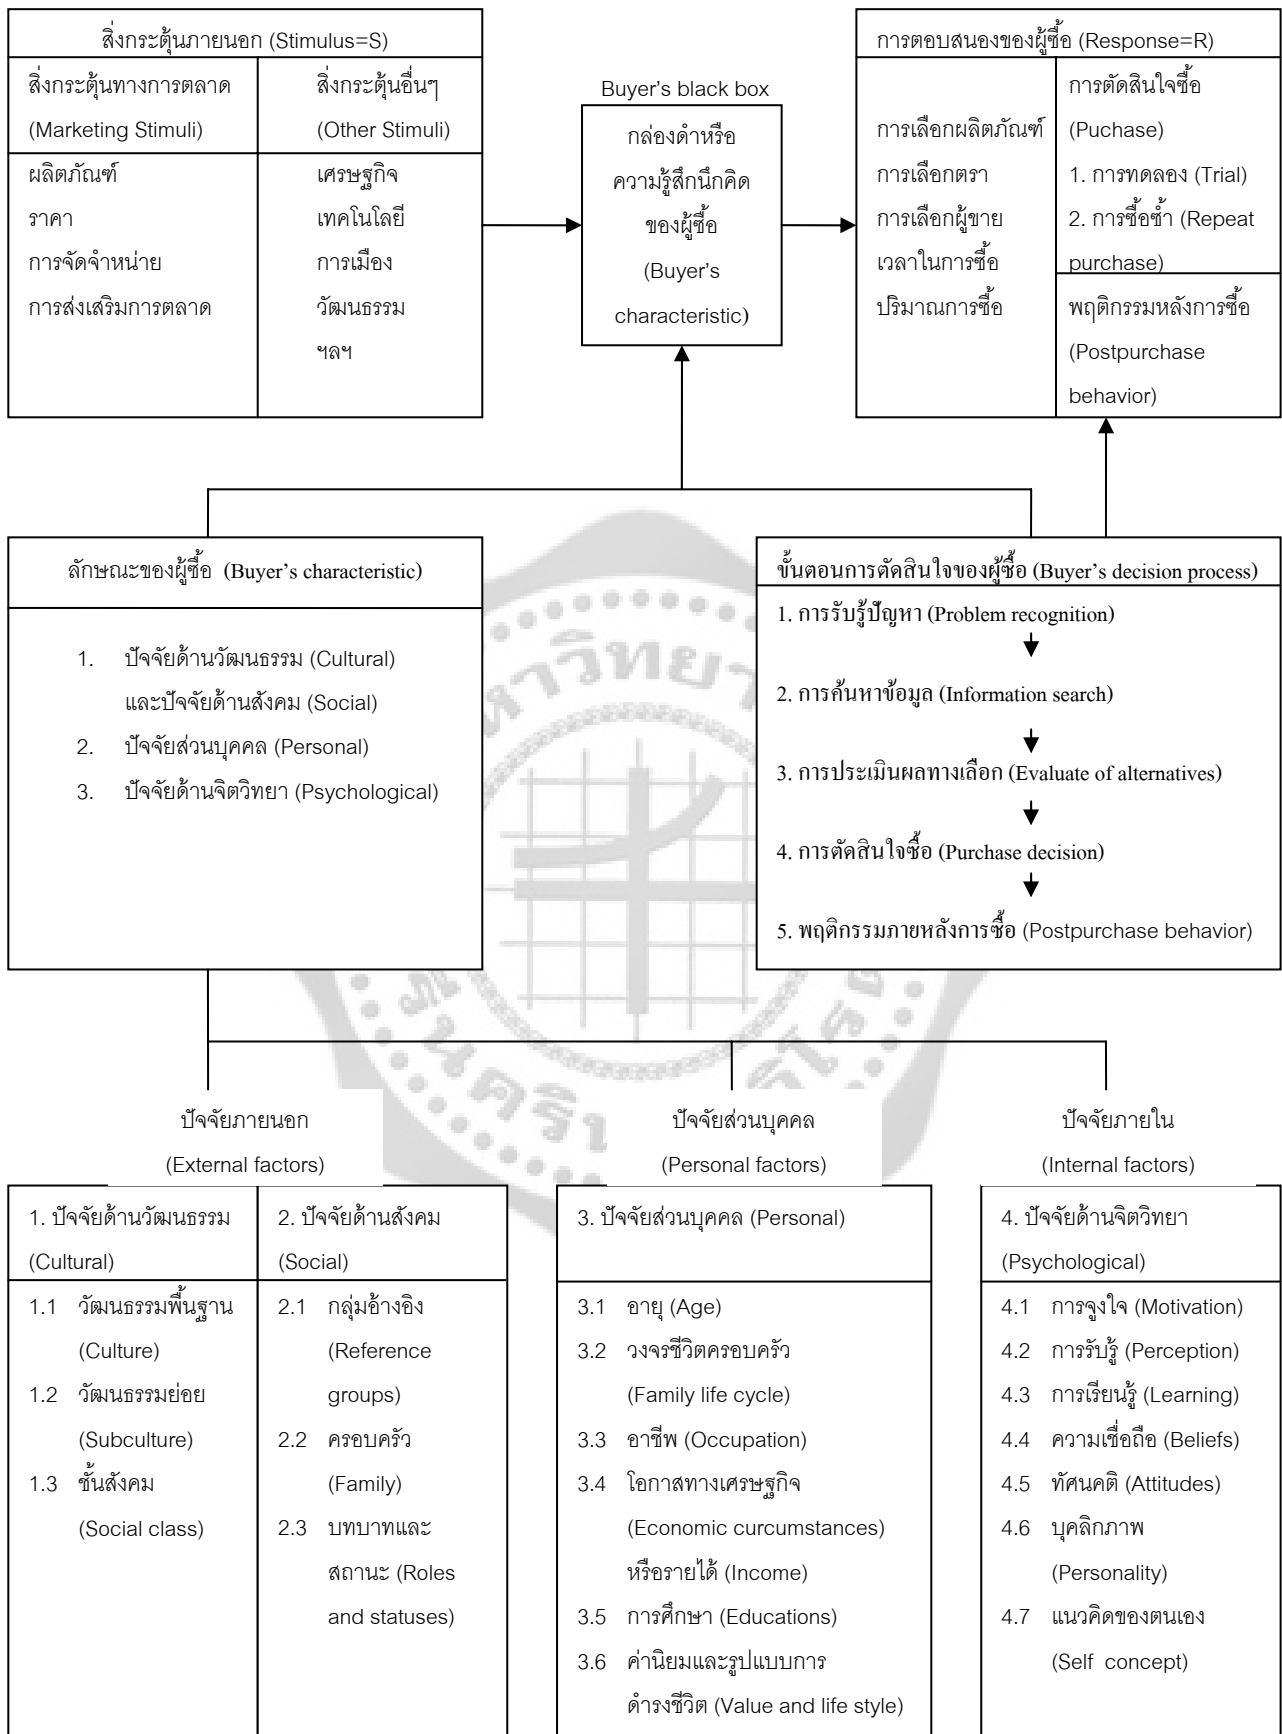 สิ่งกระตุ้นภายนอก (Stimulus=S)
สิ่งกระตุ้นทางการตลาด
(Marketing Stimuli)
สิ่งกระตุ้นอื่นๆ
(Other Stimuli)
ผลิตภัณฑ์
ราคา
การจัดจำหน่าย
การส่งเสริมการตลาด
เศรษฐกิจ
เทคโนโลยี
การเมือง
วัฒนธรรม
ฯลฯ
Buyer's black box
กล่องดำหรือ
ความรู้สึกนึกคิด
ของผู้ซื้อ
(Buyer's
characteristic)
การตอบสนองของผู้ซื้อ (Response=R)
การเลือกผลิตภัณฑ์
การเลือกตรา
การเลือกผู้ขาย
เวลาในการซื้อ
ปริมาณการซื้อ
การตัดสินใจซื้อ
(Puchase)
1. การทดลอง (Trial)
2. การซื้อซ้ำ (Repeat
purchase)
พฤติกรรมหลังการซื้อ
(Postpurchase
behavior)
ลักษณะของผู้ซื้อ (Buyer's characteristic)
1. ปัจจัยด้านวัฒนธรรม (Cultural)
และปัจจัยด้านสังคม (Social)
2. ปัจจัยส่วนบุคคล (Personal)
3. ปัจจัยด้านจิตวิทยา (Psychological)
ขั้นตอนการตัดสินใจของผู้ซื้อ (Buyer's decision process)
1. การรับรู้ปัญหา (Problem recognition)
2. การค้นหาข้อมูล (Information search)
3. การประเมินผลทางเลือก (Evaluate of alternatives)
4. การตัดสินใจซื้อ (Purchase decision)
5. พฤติกรรมภายหลังการซื้อ (Postpurchase behavior)
ปัจจัยภายนอก
(External factors)
1. ปัจจัยด้านวัฒนธรรม
(Cultural)
1.1 วัฒนธรรมพื้นฐาน
(Culture)
1.2 วัฒนธรรมย่อย
(Subculture)
1.3 ชั้นสังคม
(Social class)
2. ปัจจัยด้านสังคม
(Social)
2.1 กลุ่มอ้างอิง
(Reference
groups)
2.2 ครอบครัว
(Family)
2.3 บทบาทและ
สถานะ (Roles
and statuses)
ปัจจัยส่วนบุคคล
(Personal factors)
3. ปัจจัยส่วนบุคคล (Personal)
3.1 อายุ (Age)
3.2 วงจรชีวิตครอบครัว
(Family life cycle)
3.3 อาชีพ (Occupation)
3.4 โอกาสทางเศรษฐกิจ
(Economic curcumstances)
หรือรายได้ (Income)
3.5 การศึกษา (Educations)
3.6 ค่านิยมและรูปแบบการ
ดำรงชีวิต (Value and life style)
ปัจจัยภายใน
(Internal factors)
4. ปัจจัยด้านจิตวิทยา
(Psychological)
4.1 การจูงใจ (Motivation)
4.2 การรับรู้ (Perception)
4.3 การเรียนรู้ (Learning)
4.4 ความเชื่อถือ (Beliefs)
4.5 ทัศนคติ (Attitudes)
4.6 บุคลิกภาพ
(Personality)
4.7 แนวคิดของตนเอง
(Self concept)